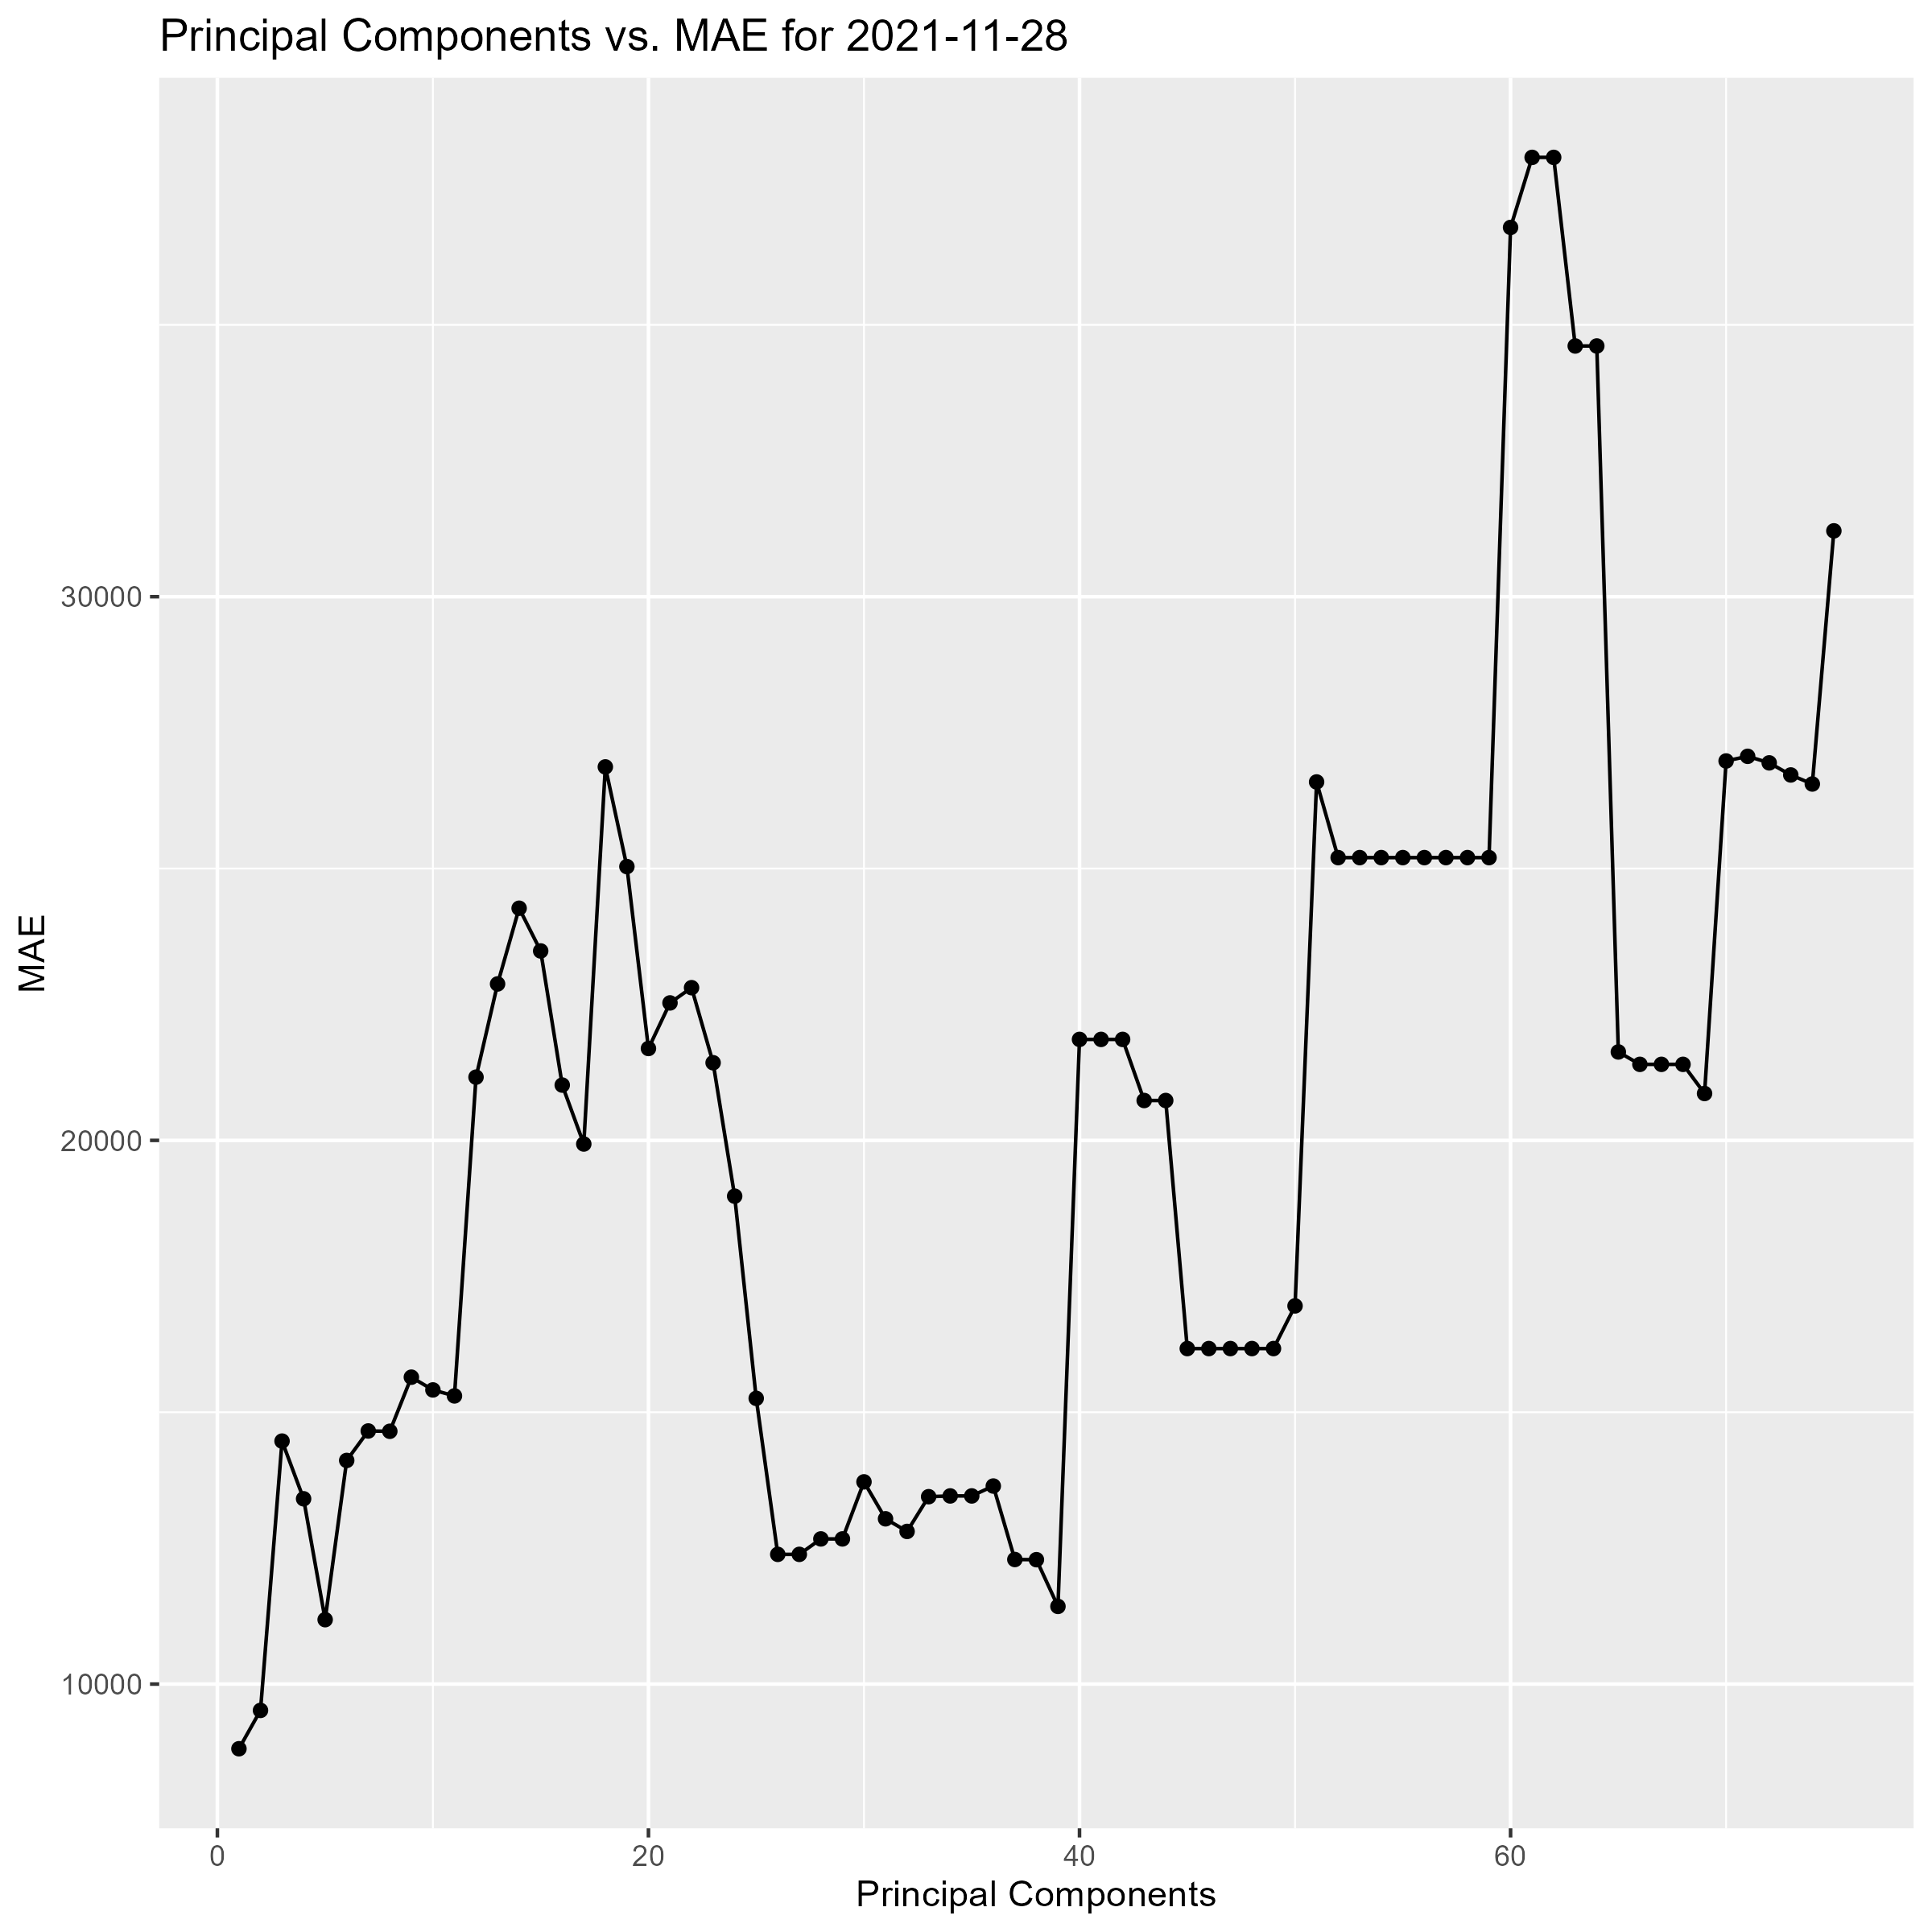 Principal Components vs. MAE for 2021-11-28
MAE
30000
20000
10000
0 20 40 60
Principal Components